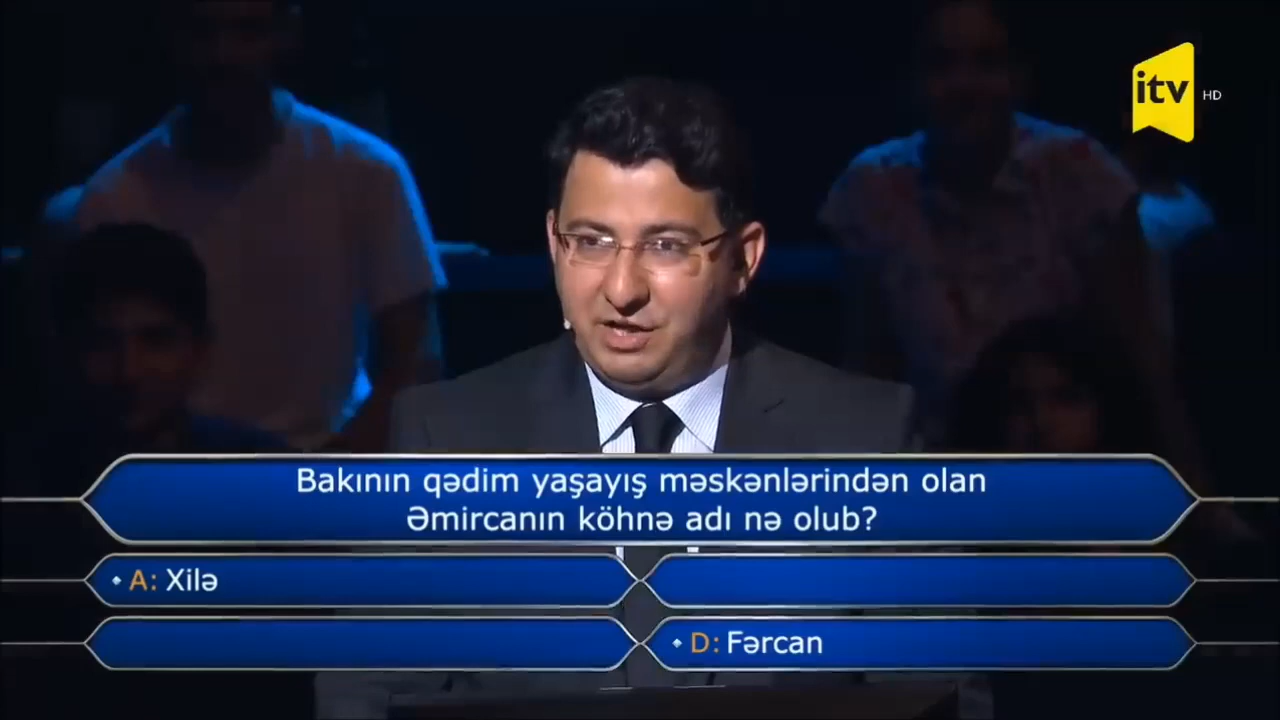 itv HD
Bakının qədim yaşayış məskənlərindən olan
Əmircanın köhnə adı nə olub?
A: Xilə
D: Fərcan